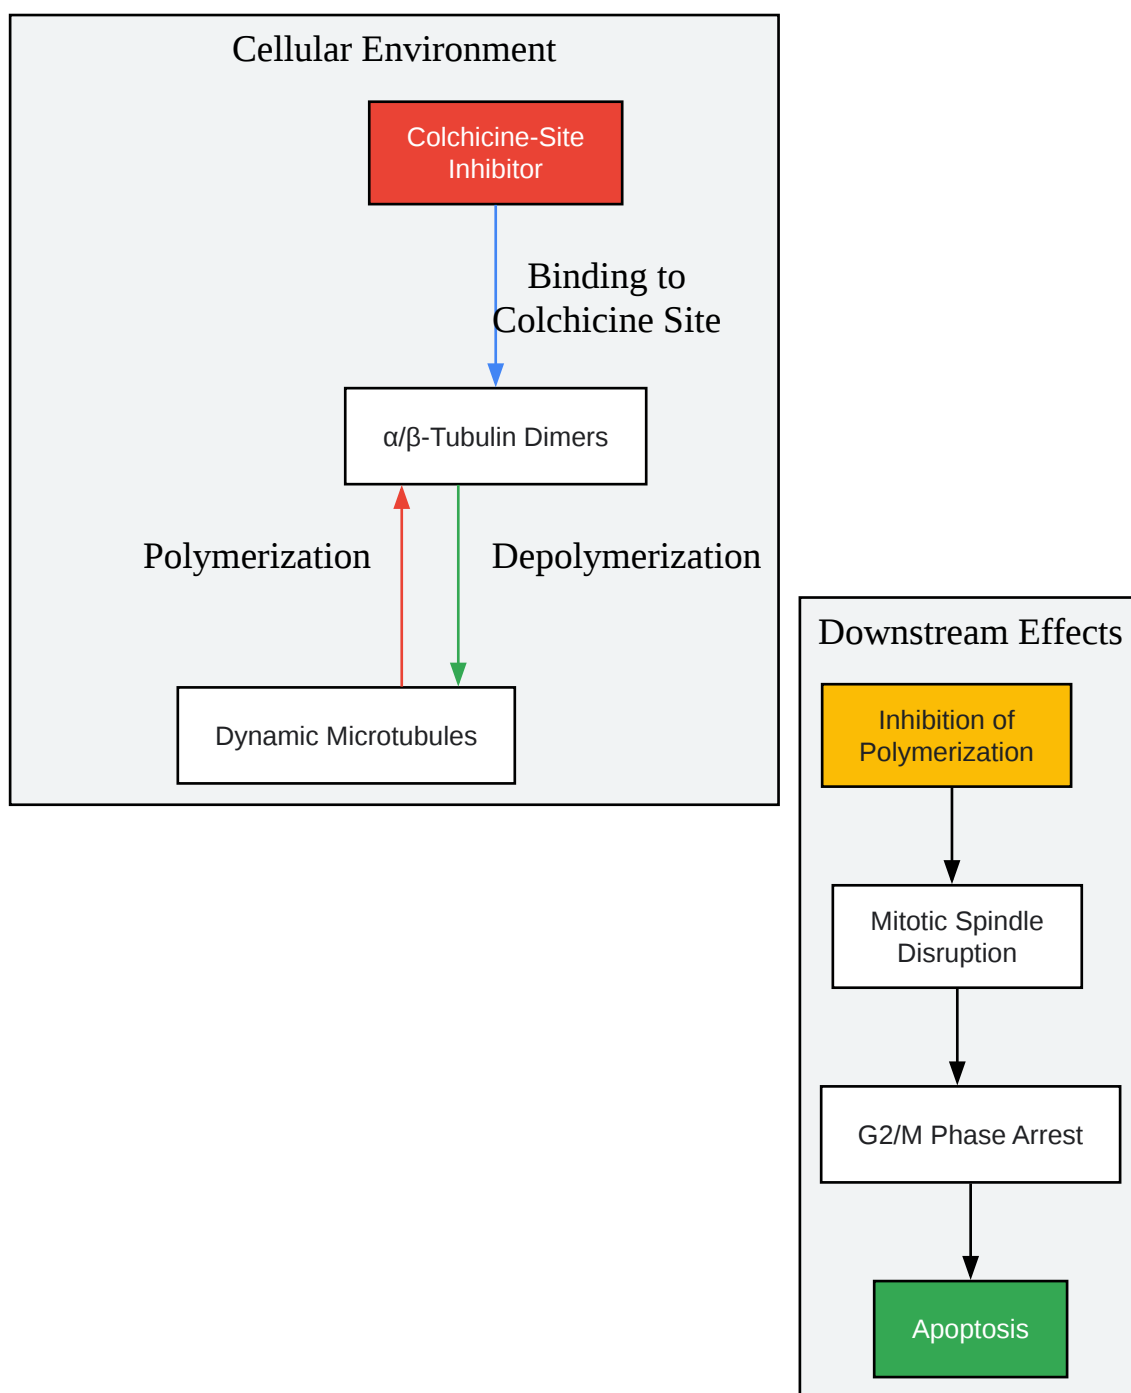 Cellular Environment
Colchicine-Site
Inhibitor
Binding to
Colchicine Site
α/β-Tubulin Dimers
Polymerization
Depolymerization
Dynamic Microtubules
Downstream Effects
Inhibition of
Polymerization
Mitotic Spindle
Disruption
G2/M Phase Arrest
Apoptosis